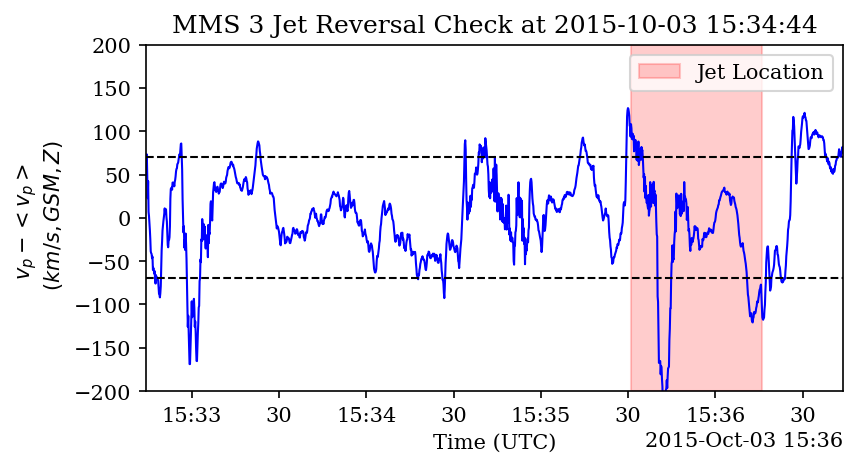 MMS 3 Jet Reversal Check at 2015-10-03 15:34:44
200
150
100
50
0
−50
−100
−150
−200
v_p − < v_p >
(km/s, GSM, Z)
Jet Location
15:33 30 15:34 30 15:35 30 15:36 30
Time (UTC)
2015-Oct-03 15:36